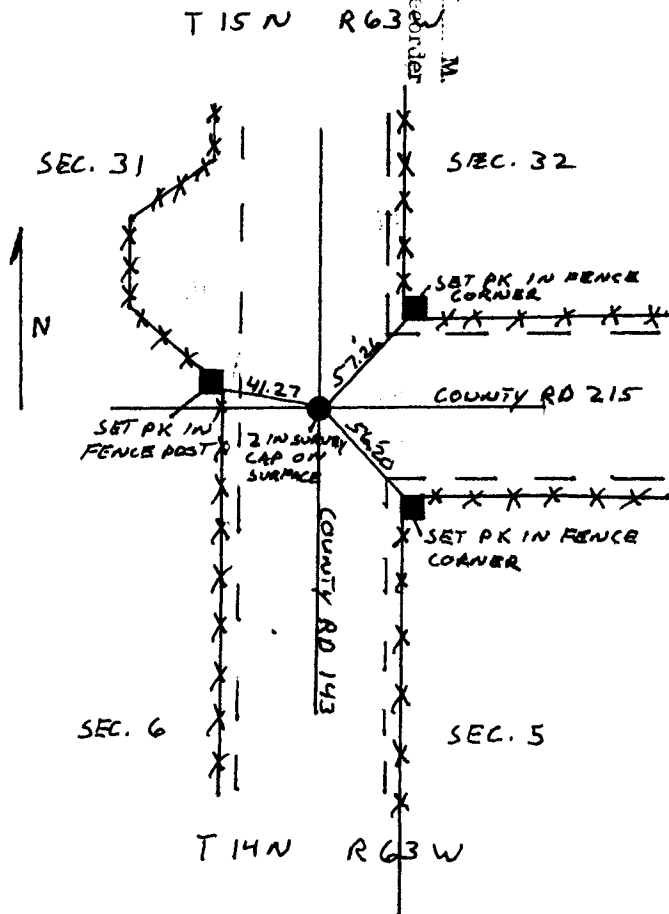 T 15 N R 63 W
M.
ecorder
SEC. 31
SEC. 32
SET PK IN FENCE
CORNER
N
57.26
41.27
COUNTY RD 215
SET PK IN
FENCE POST
2 IN SURVEY
CAP ON
SURFACE
56.20
SET PK IN FENCE
CORNER
COUNTY RD 143
SEC. 6
SEC. 5
T 14 N R 63 W